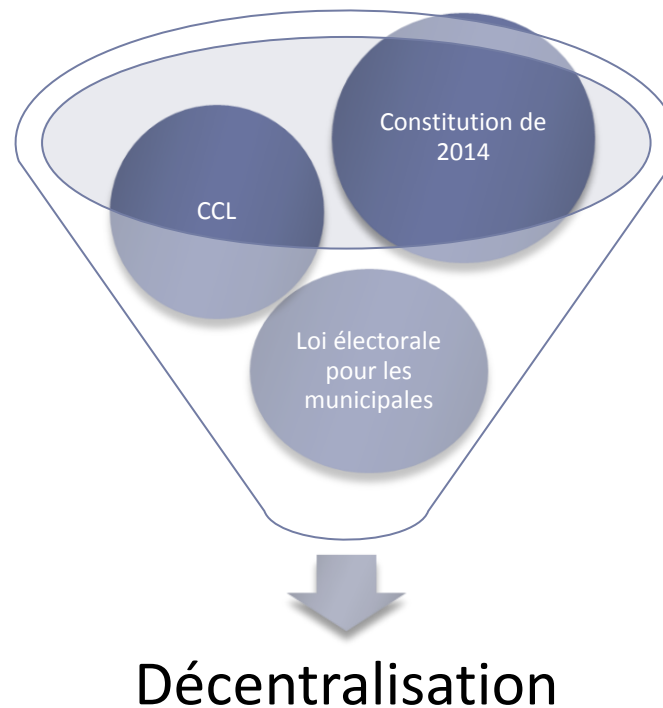 Constitution de
2014
CCL
Loi électorale
pour les
municipales
Décentralisation